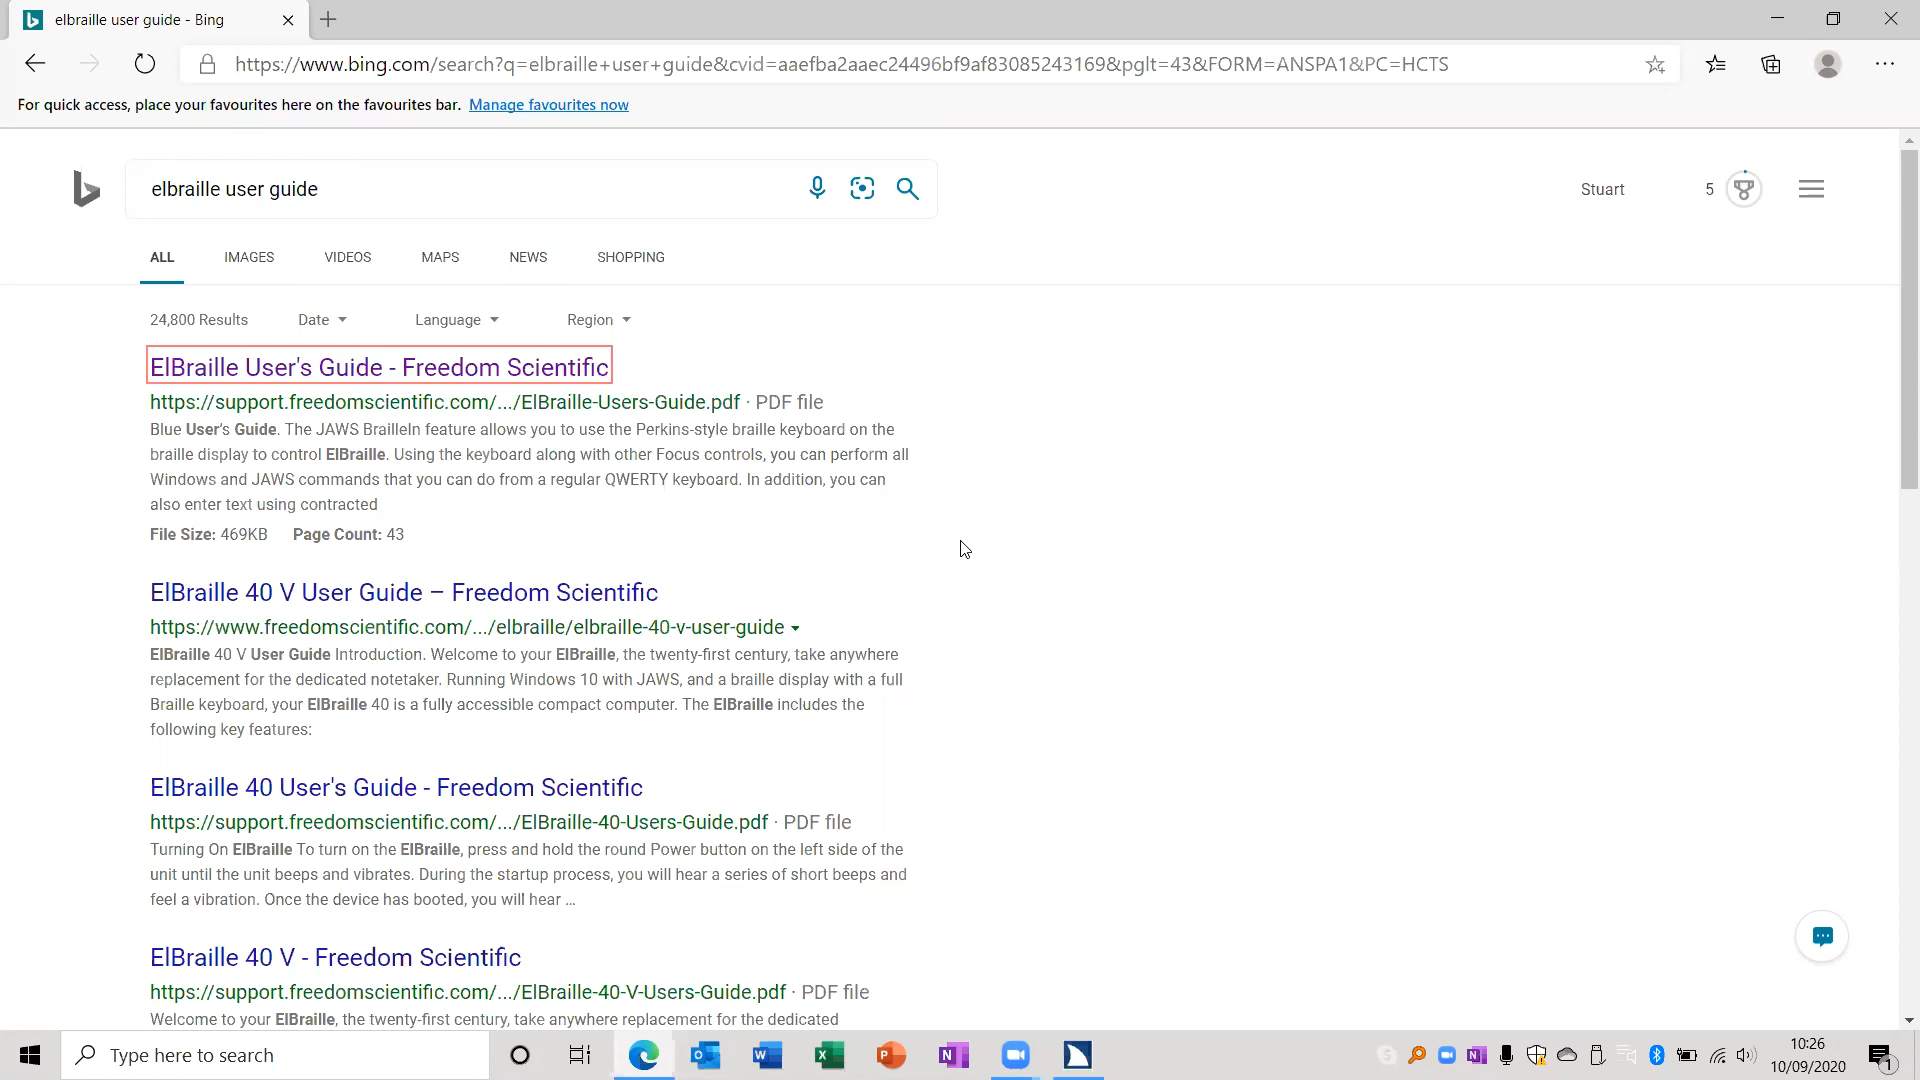 elbraille user guide - Bing
https://www.bing.com/search?q=elbraille+user+guide&cvid=aaefba2aaec24496bf9af83085243169&pglt=43&FORM=ANSPA1&PC=HCTS
For quick access, place your favourites here on the favourites bar. Manage favourites now
elbraille user guide
Stuart 5
ALL IMAGES VIDEOS MAPS NEWS SHOPPING
24,800 Results Date Language Region
ElBraille User's Guide - Freedom Scientific
https://support.freedomscientific.com/.../ElBraille-Users-Guide.pdf · PDF file
Blue User's Guide. The JAWS BrailleIn feature allows you to use the Perkins-style braille keyboard on the
braille display to control ElBraille. Using the keyboard along with other Focus controls, you can perform all
Windows and JAWS commands that you can do from a regular QWERTY keyboard. In addition, you can
also enter text using contracted
File Size: 469KB Page Count: 43
ElBraille 40 V User Guide – Freedom Scientific
https://www.freedomscientific.com/.../elbraille/elbraille-40-v-user-guide
ElBraille 40 V User Guide Introduction. Welcome to your ElBraille, the twenty-first century, take anywhere
replacement for the dedicated notetaker. Running Windows 10 with JAWS, and a braille display with a full
Braille keyboard, your ElBraille 40 is a fully accessible compact computer. The ElBraille includes the
following key features:
ElBraille 40 User's Guide - Freedom Scientific
https://support.freedomscientific.com/.../ElBraille-40-Users-Guide.pdf · PDF file
Turning On ElBraille To turn on the ElBraille, press and hold the round Power button on the left side of the
unit until the unit beeps and vibrates. During the startup process, you will hear a series of short beeps and
feel a vibration. Once the device has booted, you will hear ...
ElBraille 40 V - Freedom Scientific
https://support.freedomscientific.com/.../ElBraille-40-V-Users-Guide.pdf · PDF file
Welcome to your ElBraille, the twenty-first century, take anywhere replacement for the dedicated
Type here to search
10:26
10/09/2020
1